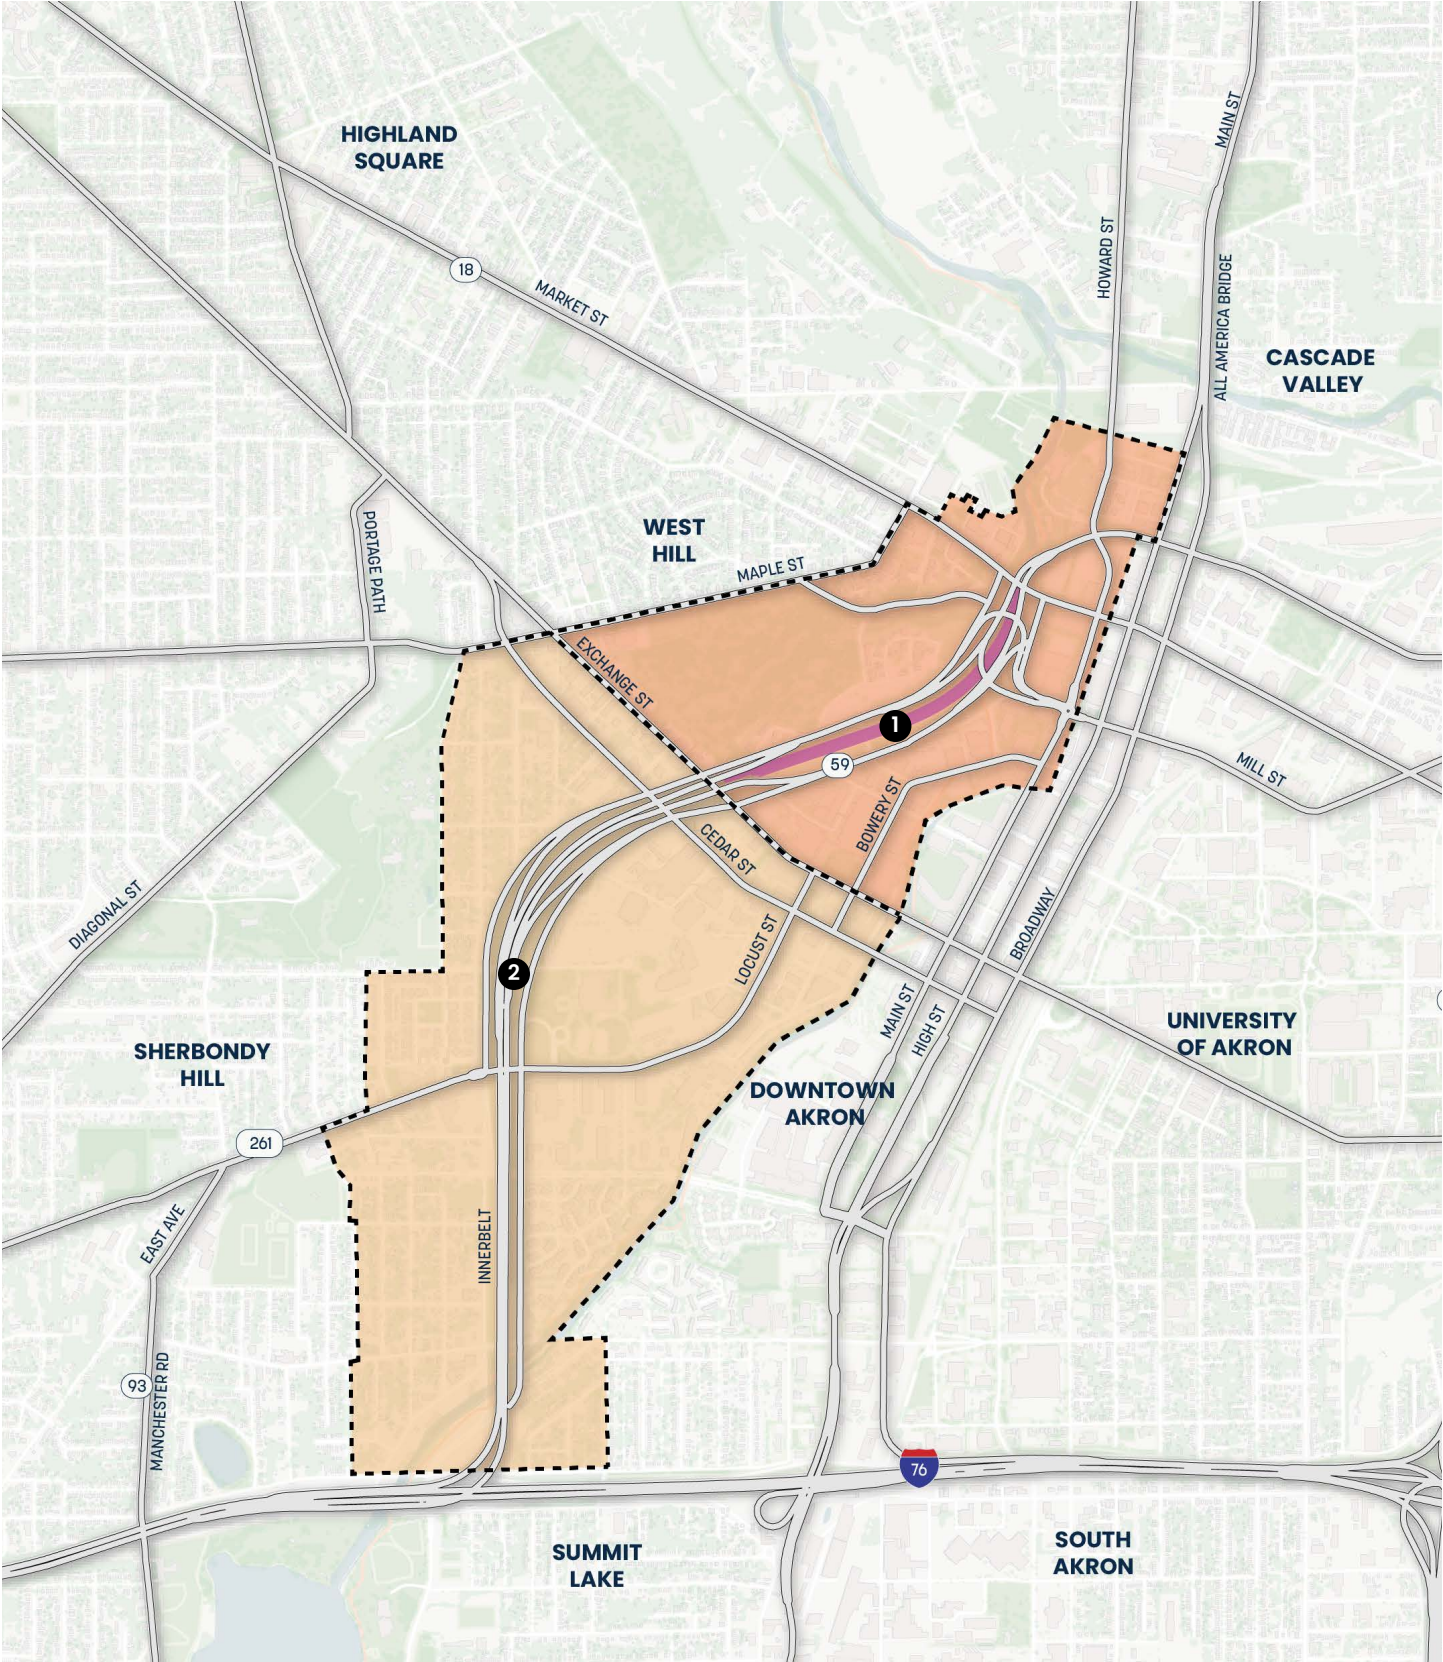 MAIN ST
HIGHLAND
SQUARE
HOWARD ST
18
MARKET ST
ALL AMERICA BRIDGE
CASCADE
VALLEY
WEST
HILL
PORTAGE PATH
MAPLE ST
EXCHANGE ST
1
59
MILL ST
BOWERY ST
CEDAR ST
DIAGONAL ST
LOCUST ST
BROADWAY
2
MAIN ST
HIGH ST
UNIVERSITY
OF AKRON
SHERBONDY
HILL
DOWNTOWN
AKRON
261
EAST AVE
INNERBELT
93
MANCHESTER RD
76
SUMMIT
LAKE
SOUTH
AKRON